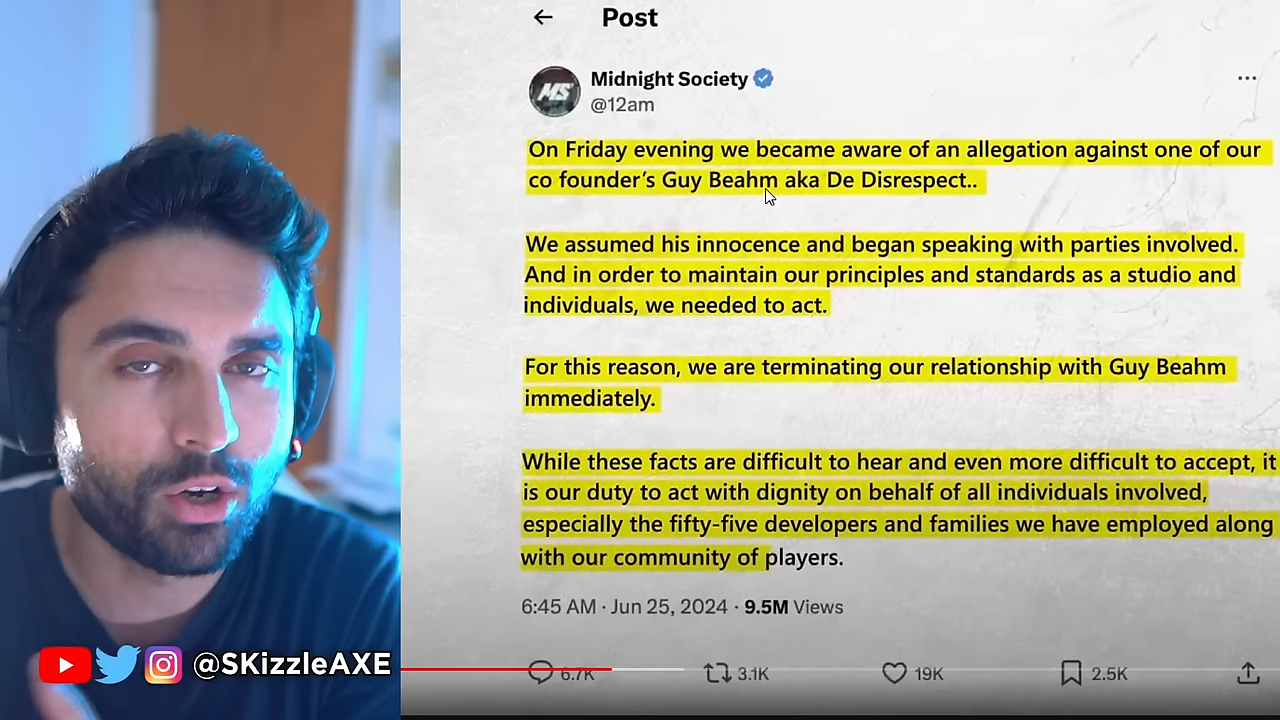 Post
Midnight Society
@12am
MS
On Friday evening we became aware of an allegation against one of our
co founder's Guy Beahm aka De Disrespect..
We assumed his innocence and began speaking with parties involved.
And in order to maintain our principles and standards as a studio and
individuals, we needed to act.
For this reason, we are terminating our relationship with Guy Beahm
immediately.
While these facts are difficult to hear and even more difficult to accept, it
is our duty to act with dignity on behalf of all individuals involved,
especially the fifty-five developers and families we have employed along
with our community of players.
6:45 AM · Jun 25, 2024 · 9.5M Views
6.7K 3.1K 19K 2.5K
@SKizzleAXE